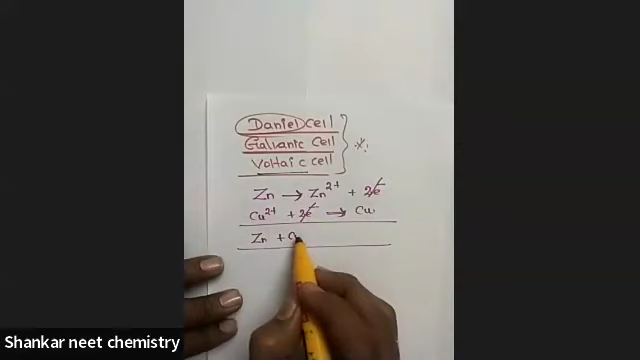 Daniel cell
Galvanic cell
Voltaic cell
Zn → Zn²⁺ + 2e⁻
Cu²⁺ + 2e⁻ → Cu
Zn + C
Shankar neet chemistry